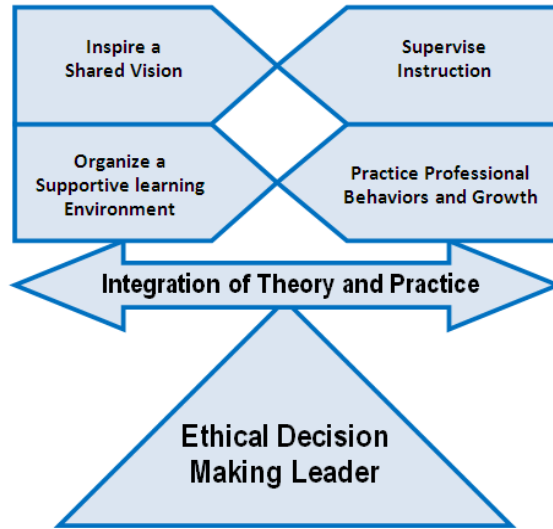 Inspire a
Shared Vision
Supervise
Instruction
Organize a
Supportive learning
Environment
Practice Professional
Behaviors and Growth
Integration of Theory and Practice
Ethical Decision
Making Leader